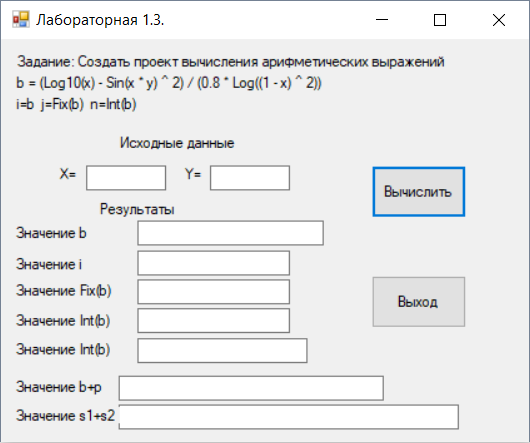 Лабораторная 1.3.
Задание: Создать проект вычисления арифметических выражений
b = (Log10(x) - Sin(x * y) ^ 2) / (0.8 * Log((1 - x) ^ 2))
i=b j=Fix(b) n=Int(b)
Исходные данные
X= Y=
Вычислить
Результаты
Значение b
Значение i
Значение Fix(b)
Выход
Значение Int(b)
Значение Int(b)
Значение b+p
Значение s1+s2